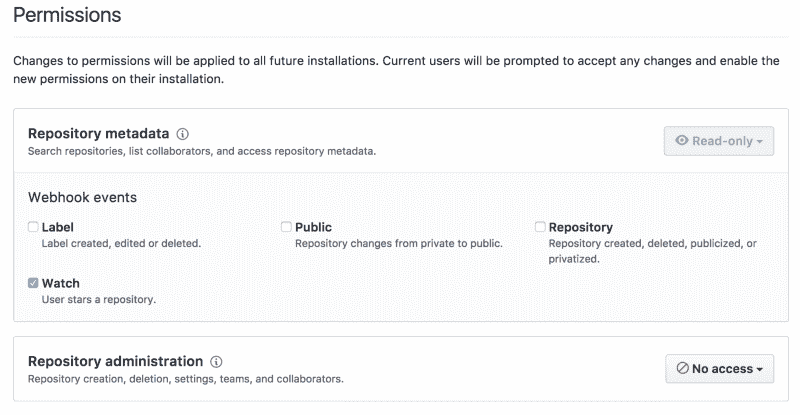 Permissions
Changes to permissions will be applied to all future installations. Current users will be prompted to accept any changes and enable the
new permissions on their installation.
Repository metadata
Search repositories, list collaborators, and access repository metadata.
Read-only
Webhook events
Label
Label created, edited or deleted.
Public
Repository changes from private to public.
Repository
Repository created, deleted, publicized, or
privatized.
Watch
User stars a repository.
Repository administration
Repository creation, deletion, settings, teams, and collaborators.
No access